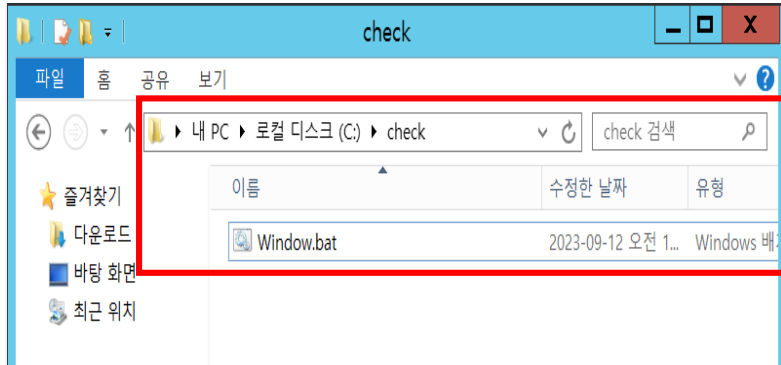 check
파일 홈 공유 보기
내 PC 로컬 디스크 (C:) check check 검색
즐겨찾기 이름 수정한 날짜 유형
다운로드 Window.bat 2023-09-12 오전 1... Windows
바탕 화면
최근 위치